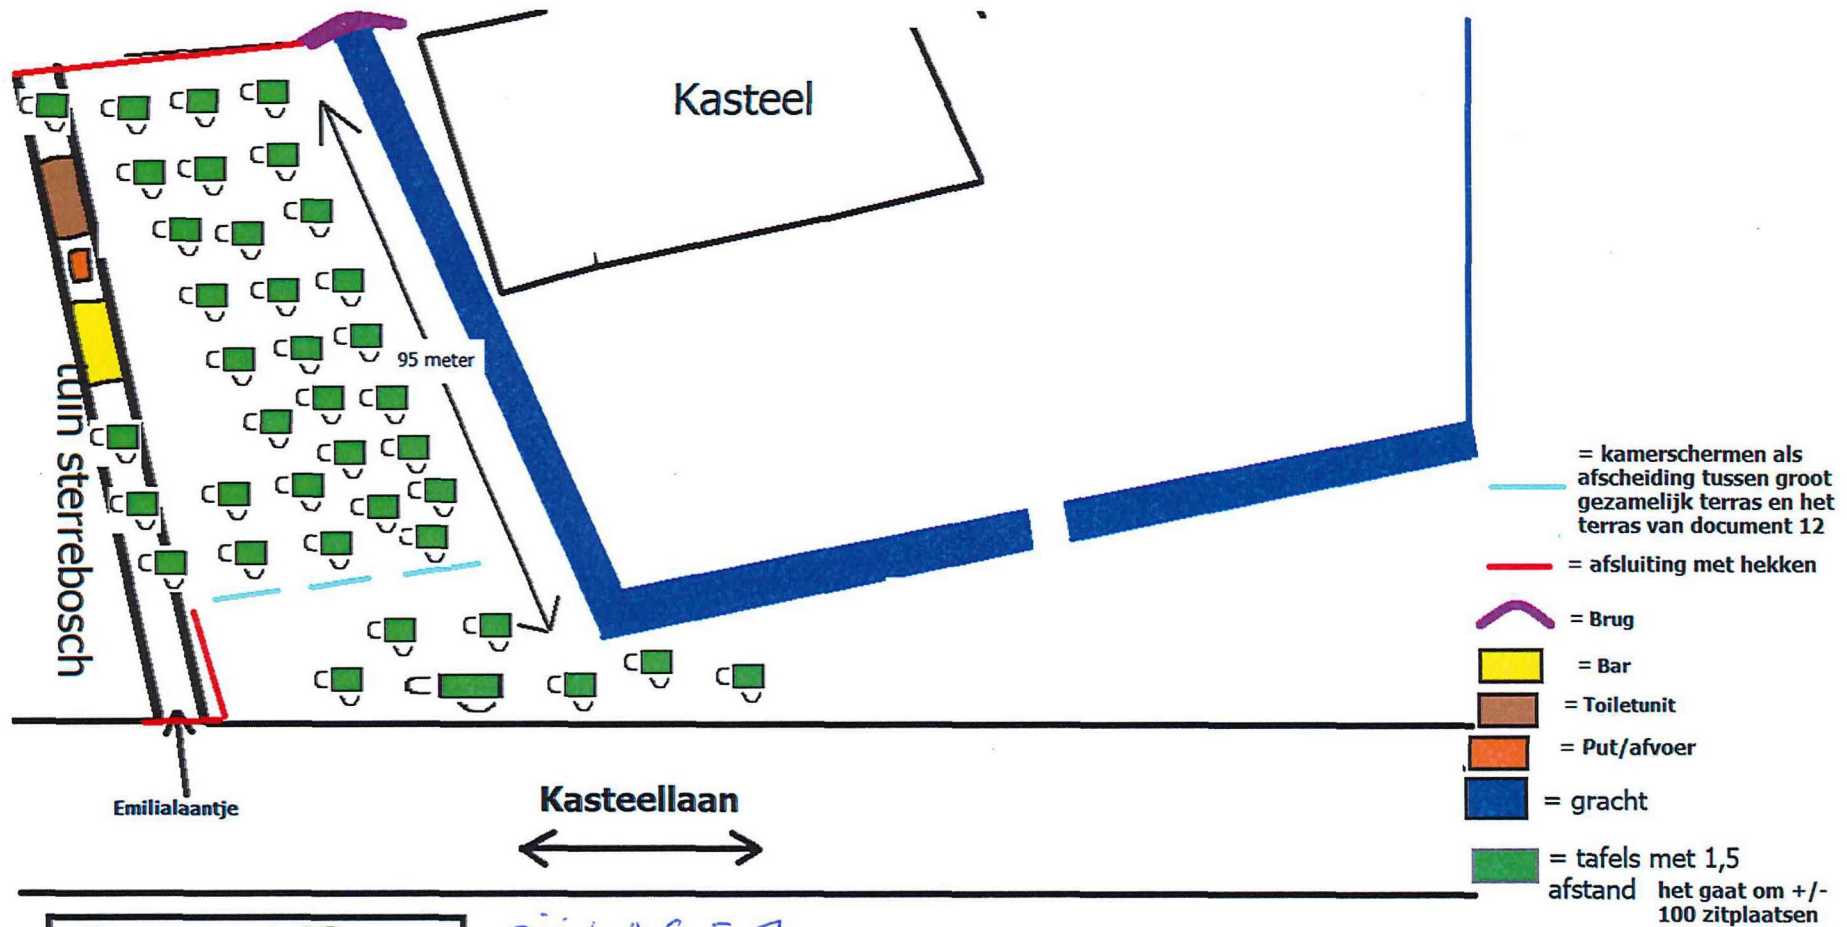 Kasteel
95 meter
tuin sterrebosch
= kamerschermen als
afscheiding tussen groot
gezamelijk terras en het
terras van document 12
= afsluiting met hekken
= Brug
= Bar
= Toiletunit
= Put/afvoer
= gracht
= tafels met 1,5
afstand het gaat om +/-
100 zitplaatsen
Emilialaantje
Kasteellaan